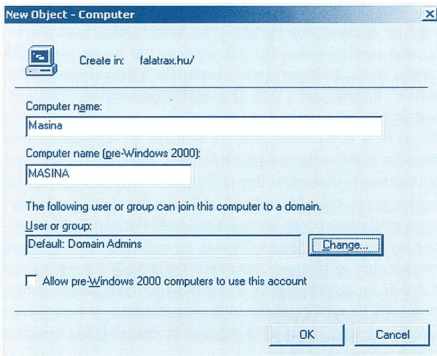 New Object - Computer
Create in: falatrax.hu/
Computer name:
Masina
Computer name (pre-Windows 2000):
MASINA
The following user or group can join this computer to a domain.
User or group:
Default: Domain Admins
Change...
Allow pre-Windows 2000 computers to use this account
OK Cancel